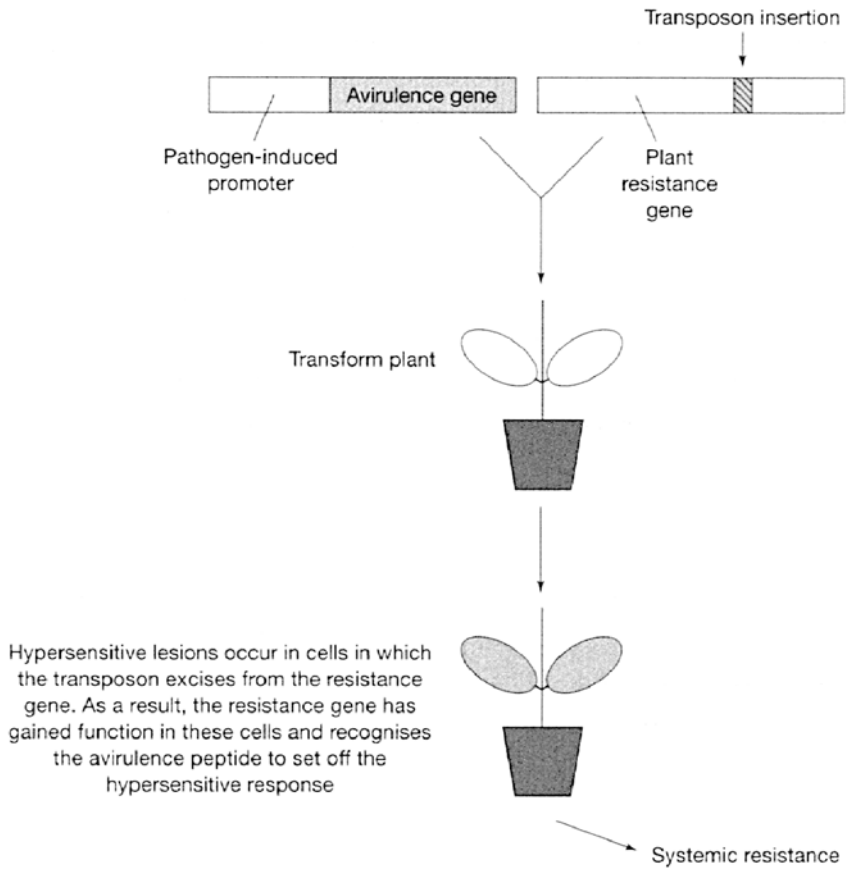 Transposon insertion
Avirulence gene
Pathogen-induced
promoter
Plant
resistance
gene
Transform plant
Hypersensitive lesions occur in cells in which
the transposon excises from the resistance
gene. As a result, the resistance gene has
gained function in these cells and recognises
the avirulence peptide to set off the
hypersensitive response
Systemic resistance